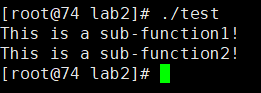 [root@74 lab2]# ./test
This is a sub-function1!
This is a sub-function2!
[root@74 lab2]#